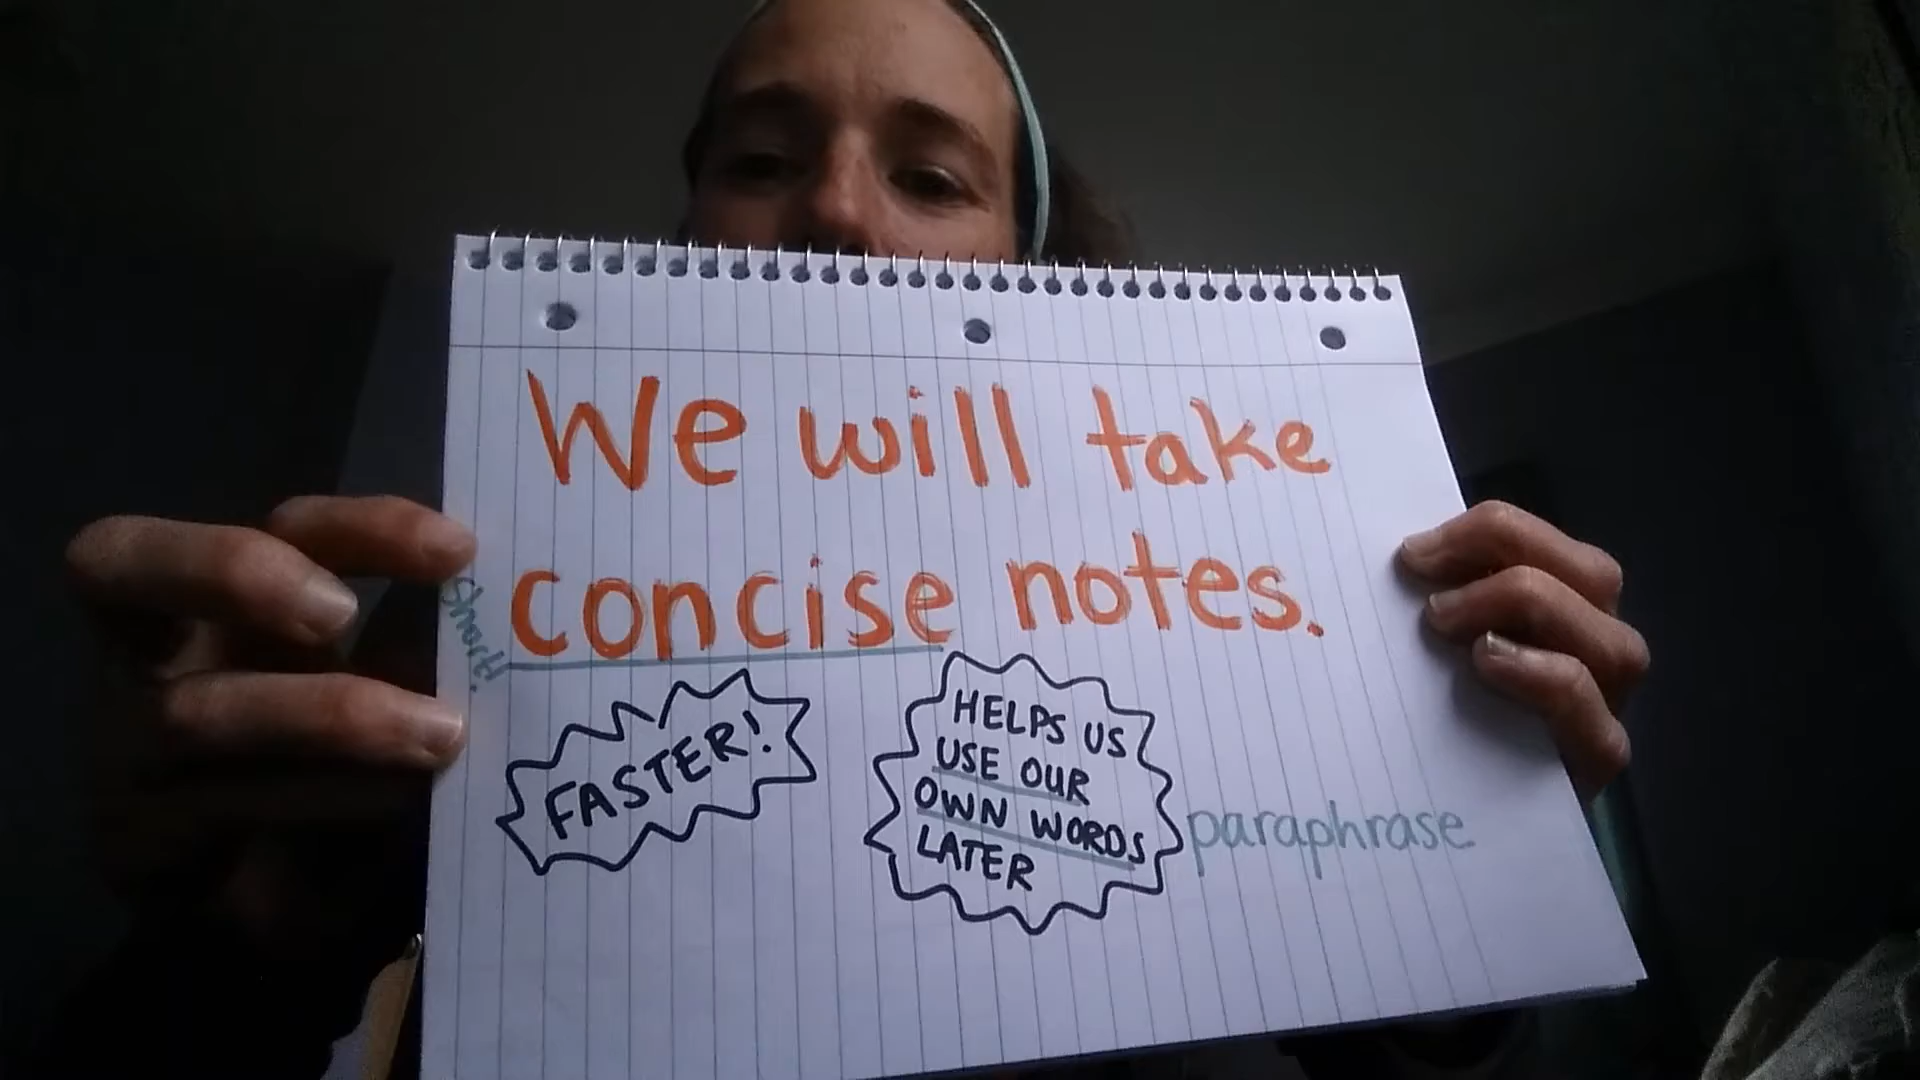 We will take
short!
concise notes.
FASTER!
HELPS US
USE OUR
OWN WORDS
LATER
paraphrase